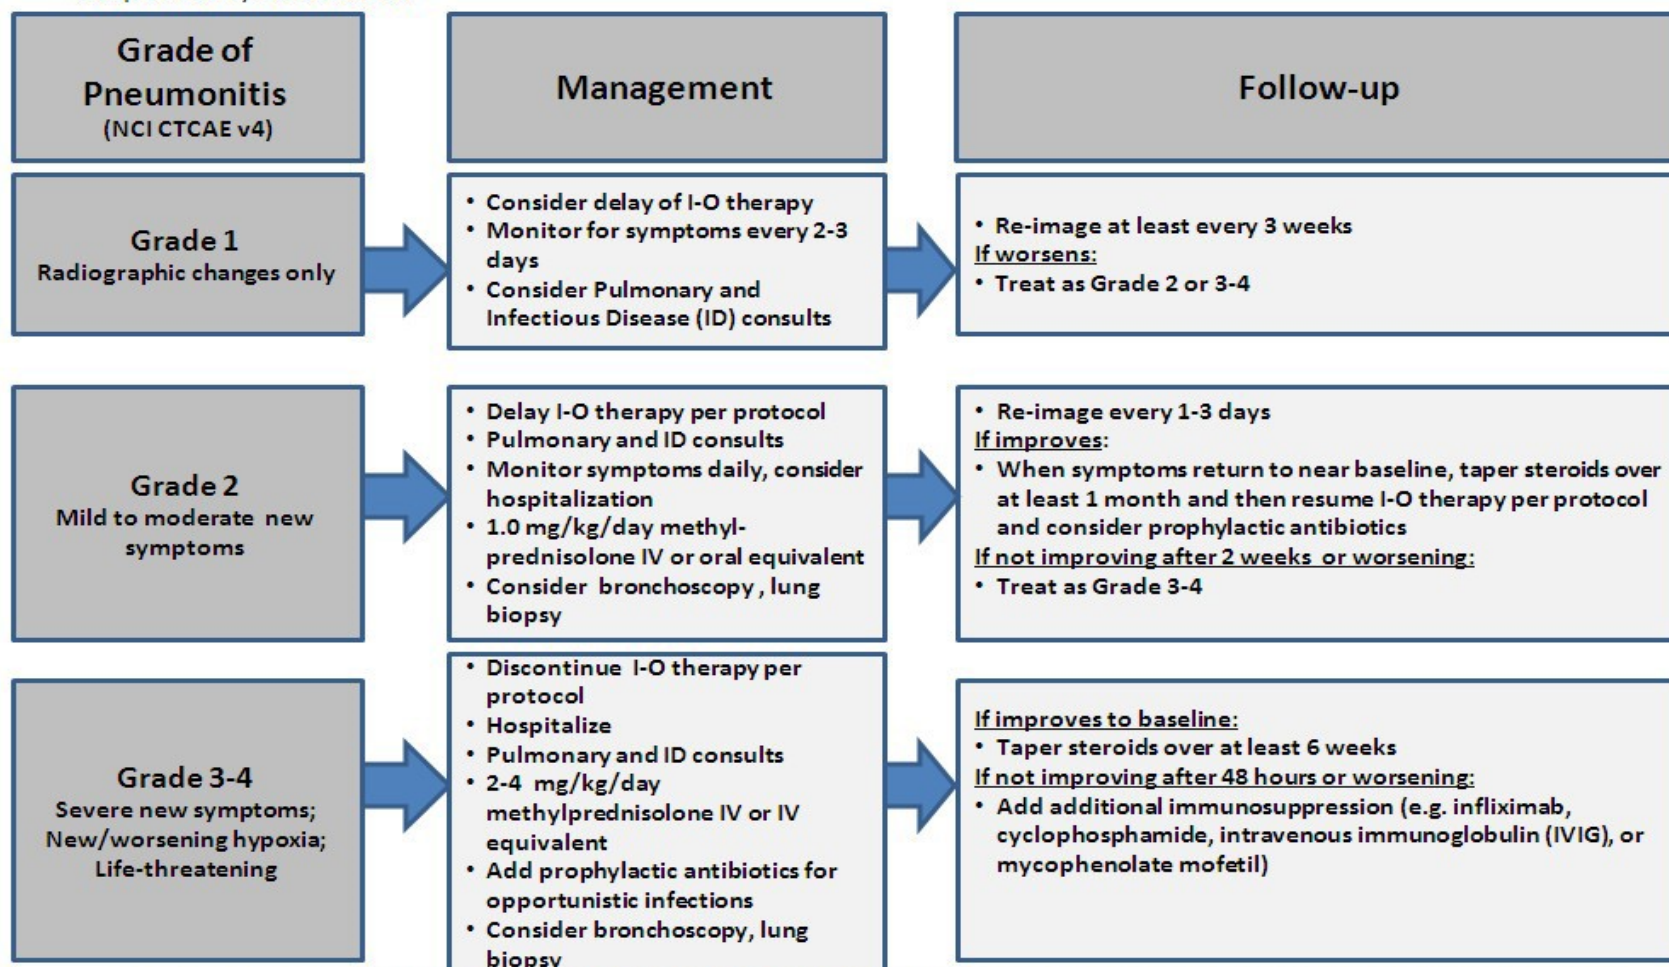 Grade of
Pneumonitis
(NCI CTCAE v4)
Management
Follow-up
Grade 1
Radiographic changes only
• Consider delay of I-O therapy
• Monitor for symptoms every 2-3
days
• Consider Pulmonary and
Infectious Disease (ID) consults
• Re-image at least every 3 weeks
If worsens:
• Treat as Grade 2 or 3-4
Grade 2
Mild to moderate new
symptoms
• Delay I-O therapy per protocol
• Pulmonary and ID consults
• Monitor symptoms daily, consider
hospitalization
• 1.0 mg/kg/day methyl-
prednisolone IV or oral equivalent
• Consider bronchoscopy , lung
biopsy
• Re-image every 1-3 days
If improves:
• When symptoms return to near baseline, taper steroids over
at least 1 month and then resume I-O therapy per protocol
and consider prophylactic antibiotics
If not improving after 2 weeks or worsening:
• Treat as Grade 3-4
Grade 3-4
Severe new symptoms;
New/worsening hypoxia;
Life-threatening
• Discontinue I-O therapy per
protocol
• Hospitalize
• Pulmonary and ID consults
• 2-4 mg/kg/day
methylprednisolone IV or IV
equivalent
• Add prophylactic antibiotics for
opportunistic infections
• Consider bronchoscopy, lung
biopsy
If improves to baseline:
• Taper steroids over at least 6 weeks
If not improving after 48 hours or worsening:
• Add additional immunosuppression (e.g. infliximab,
cyclophosphamide, intravenous immunoglobulin (IVIG), or
mycophenolate mofetil)